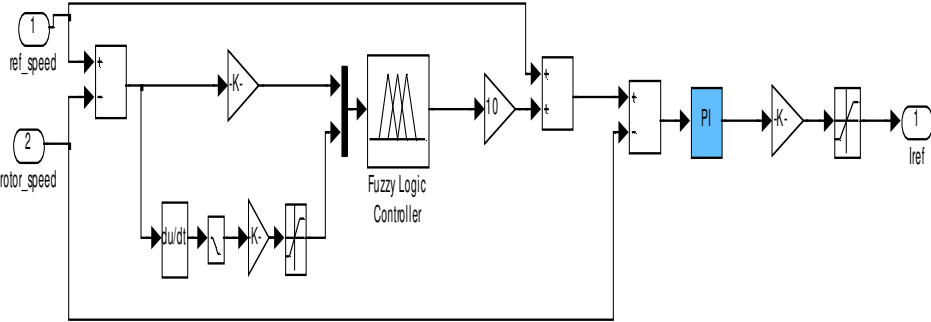 1
ref_speed
+
-
2
rotor_speed
-K-
du/dt
-K-
Fuzzy Logic
Controller
10
+
+
+
-
PI
-K-
1
Iref